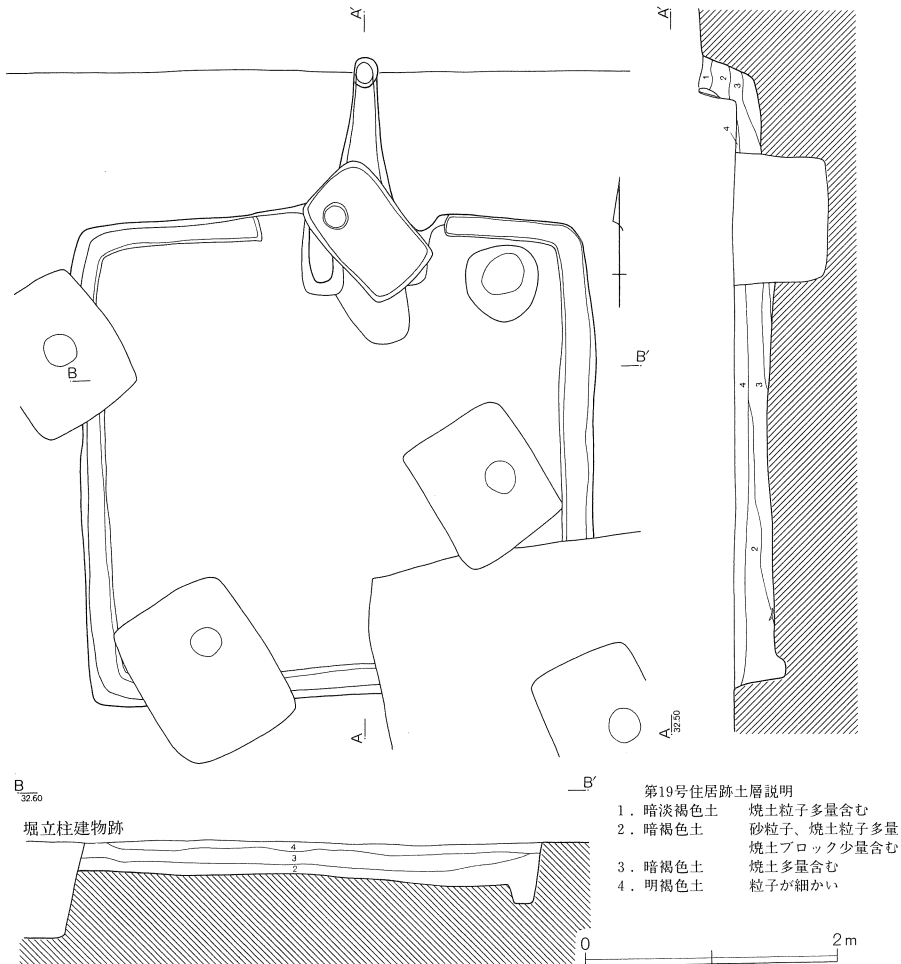 A′
A′
1
2
3
4
B′
B
4
3
2
A
A
32.50
B
32.60
B′
堀立柱建物跡
4
3
2
第19号住居跡土層説明
1．暗淡褐色土　焼土粒子多量含む
2．暗褐色土　砂粒子、焼土粒子多量
焼土ブロック少量含む
3．暗褐色土　焼土多量含む
4．明褐色土　粒子が細かい
0
2m